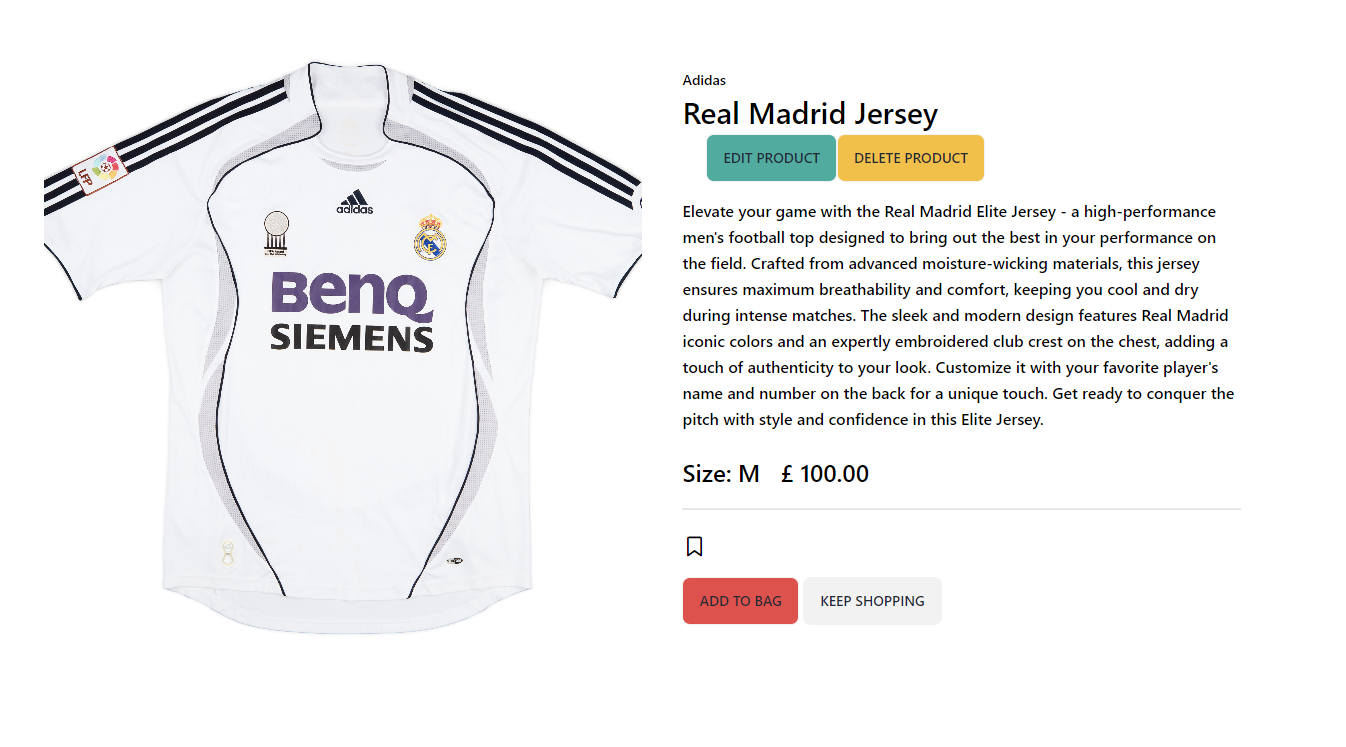 LFP
adidas
BenQ
SIEMENS
Adidas
Real Madrid Jersey
EDIT PRODUCT DELETE PRODUCT
Elevate your game with the Real Madrid Elite Jersey - a high-performance
men's football top designed to bring out the best in your performance on
the field. Crafted from advanced moisture-wicking materials, this jersey
ensures maximum breathability and comfort, keeping you cool and dry
during intense matches. The sleek and modern design features Real Madrid
iconic colors and an expertly embroidered club crest on the chest, adding a
touch of authenticity to your look. Customize it with your favorite player's
name and number on the back for a unique touch. Get ready to conquer the
pitch with style and confidence in this Elite Jersey.
Size: M £ 100.00
ADD TO BAG KEEP SHOPPING